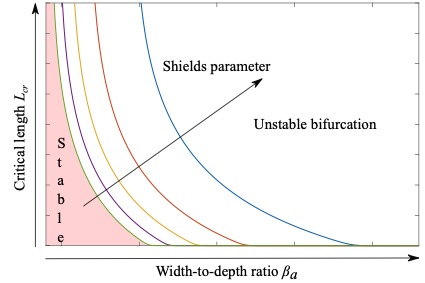 Critical length L_cr
Shields parameter
Unstable bifurcation
S
t
a
b
l
e
Width-to-depth ratio β_a